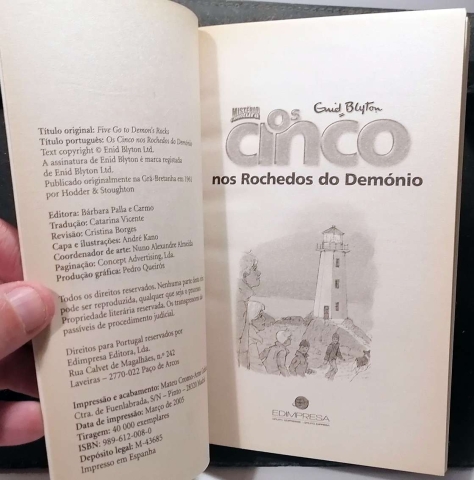 Título original: Five Go to Demon's Rocks
Título português: Os Cinco nos Rochedos do Demónio
Text copyright © Enid Blyton Ltd.
A assinatura de Enid Blyton é marca registada
de Enid Blyton Ltd.
Publicado originalmente na Grã-Bretanha em 1961
por Hodder & Stoughton
Editora: Bárbara Palla e Carmo
Tradução: Catarina Vicente
Revisão: Cristina Borges
Capa e ilustrações: André Kano
Coordenador de arte: Nuno Alexandre Almeida
Paginação: Concept Advertising, Lda.
Produção gráfica: Pedro Queirós
Todos os direitos reservados. Nenhuma parte desta
pode ser reproduzida, qualquer que seja o
Propriedade literária reservada. Os transgressores
passíveis de procedimento judicial.
Direitos para Portugal reservados por
Edimpresa Editora, Lda.
Rua Calvet de Magalhães, n.º 242
Laveiras – 2770-022 Paço de Arcos
Impressão e acabamento: Mateu Cromo-Artes
Ctra. de Fuenlabrada, S/N – Pinto – Madrid
Data de impressão: Março de 2005
Tiragem: 40 000 exemplares
ISBN: 989-612-008-0
Depósito legal: M-43685
Impresso em Espanha
MISTÉRIO
Enid Blyton
Os
cinco
nos Rochedos do Demónio
EDIMPRESA